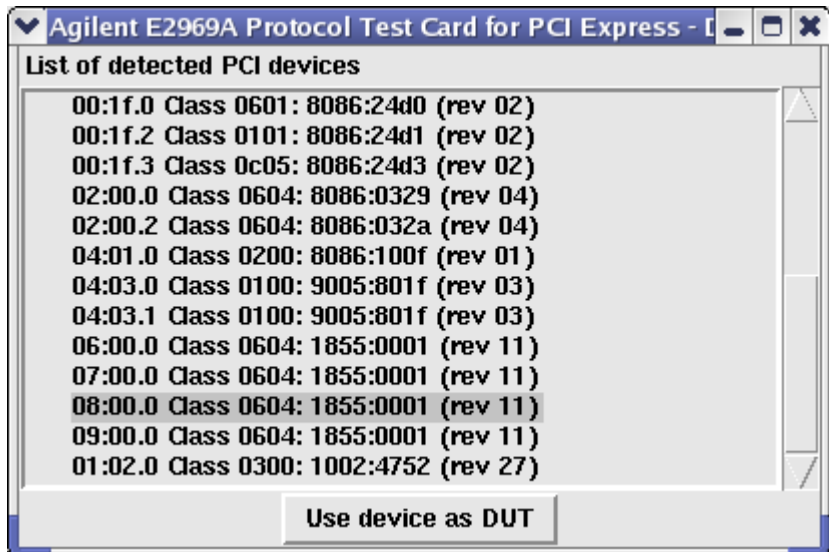 Agilent E2969A Protocol Test Card for PCI Express -
List of detected PCI devices
00:1f.0 Class 0601: 8086:24d0 (rev 02)
00:1f.2 Class 0101: 8086:24d1 (rev 02)
00:1f.3 Class 0c05: 8086:24d3 (rev 02)
02:00.0 Class 0604: 8086:0329 (rev 04)
02:00.2 Class 0604: 8086:032a (rev 04)
04:01.0 Class 0200: 8086:100f (rev 01)
04:03.0 Class 0100: 9005:801f (rev 03)
04:03.1 Class 0100: 9005:801f (rev 03)
06:00.0 Class 0604: 1855:0001 (rev 11)
07:00.0 Class 0604: 1855:0001 (rev 11)
08:00.0 Class 0604: 1855:0001 (rev 11)
09:00.0 Class 0604: 1855:0001 (rev 11)
01:02.0 Class 0300: 1002:4752 (rev 27)
Use device as DUT